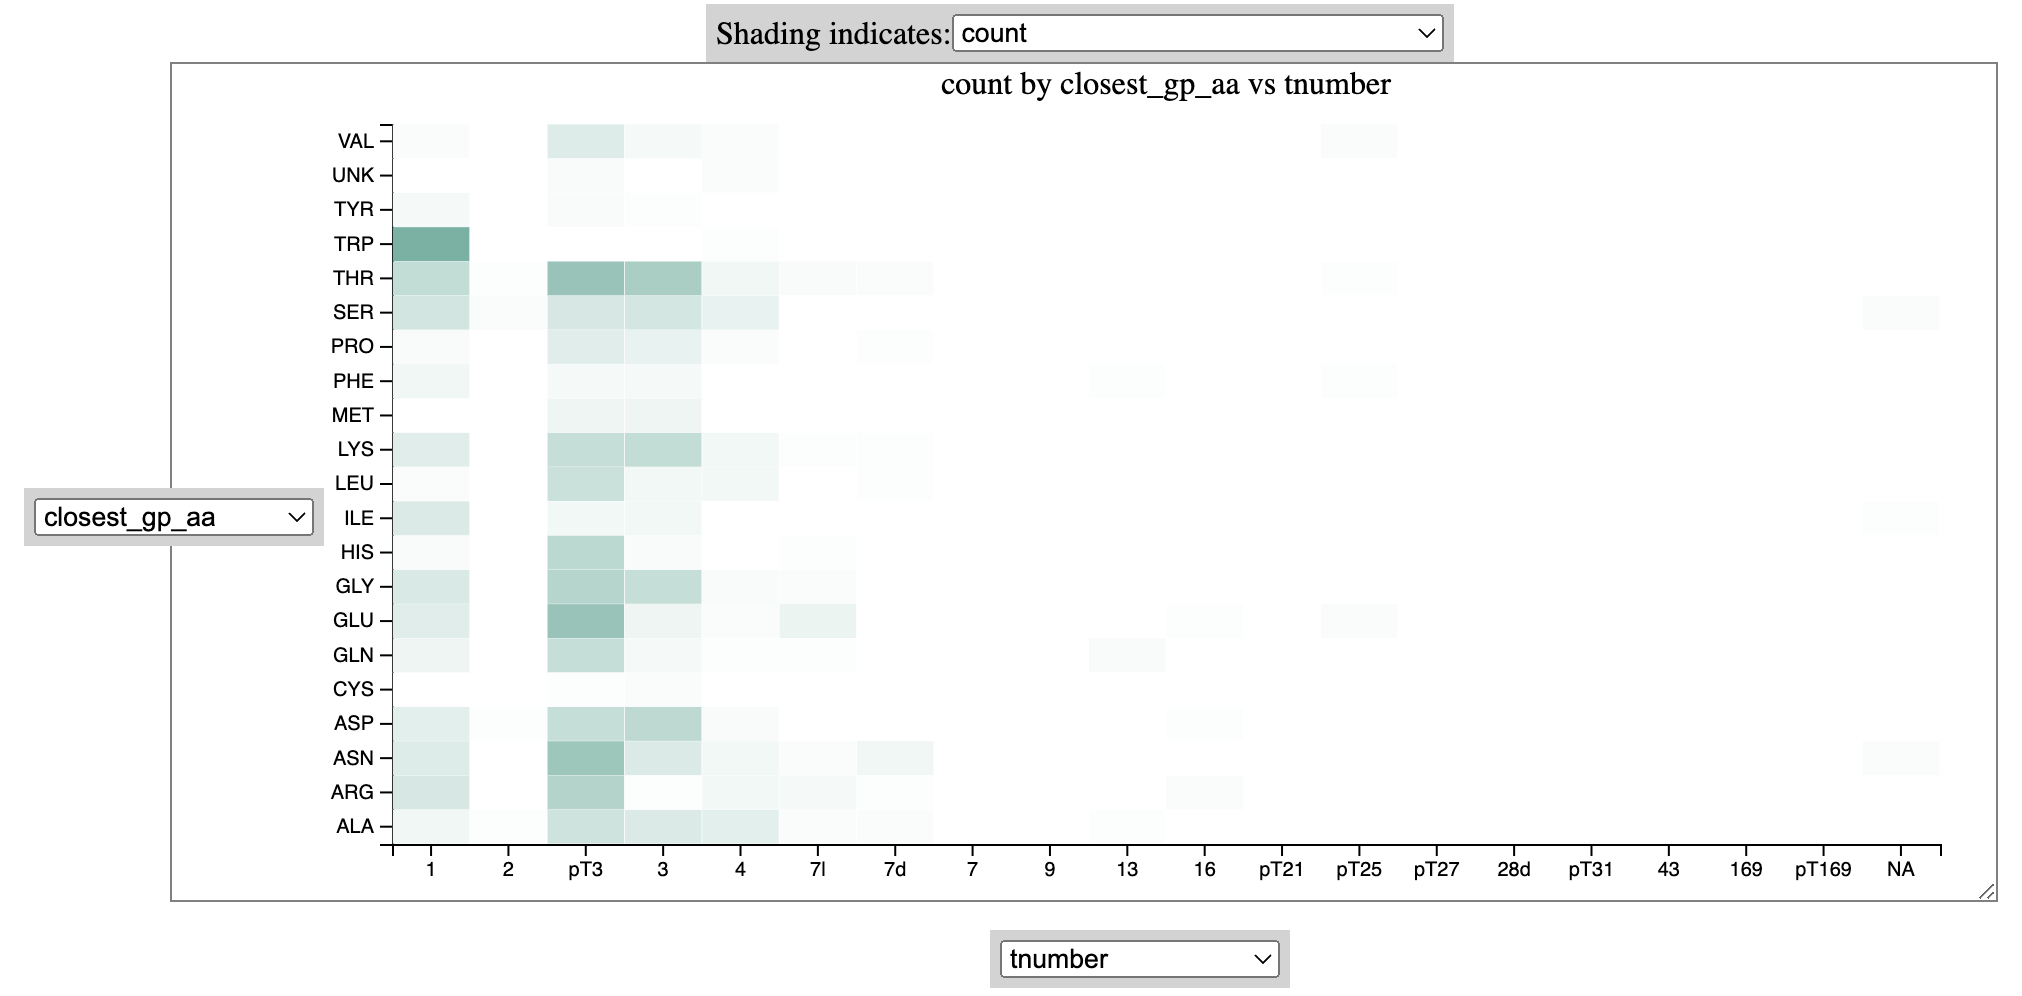 Shading indicates: count
count by closest_gp_aa vs tnumber
VAL
UNK
TYR
TRP
THR
SER
PRO
PHE
MET
LYS
LEU
closest_gp_aa
ILE
HIS
GLY
GLU
GLN
CYS
ASP
ASN
ARG
ALA
1 2 pT3 3 4 7l 7d 7 9 13 16 pT21 pT25 pT27 28d pT31 43 169 pT169 NA
tnumber